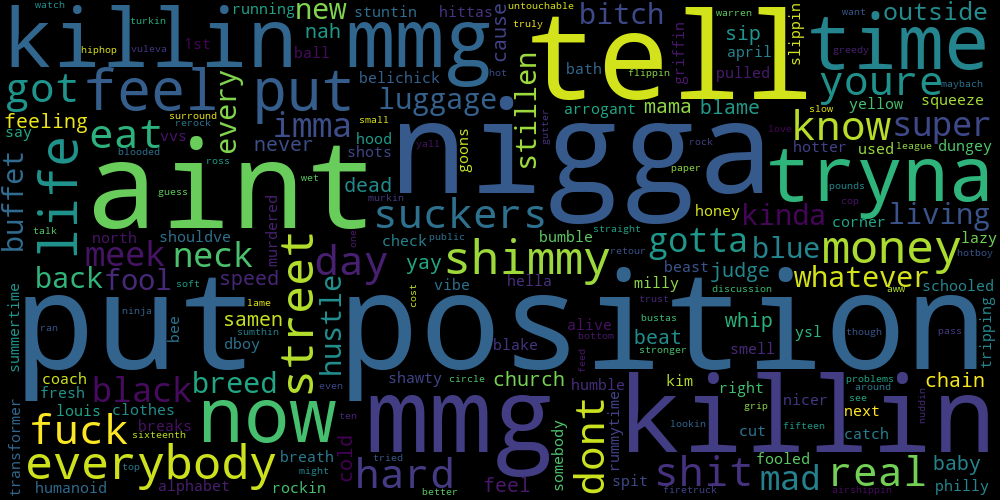 killin mmg
tell
time
put position
nigga
aint
tryna
mmg killin
now
put
feel
got
life
eat
every
imma
luggage
suckers
stillen
know
super
youre
outside
bitch
new
nah
running
stuntin
hittas
cause
untouchable
truly
watch
turkin
hiphop
vuleva
1st
ball
belichick
hot
bath
flippin
griffin
sip
april
pulled
warren
slippin
want
greedy
maybach
yellow
squeeze
slow
used
league
dungey
hotter
blame
mama
arrogant
gutter
goons
yall
small
hood
shots
never
vvs
surround
rerock
feeling
say
blooded
ross
guess
wet
dead
murkin
rock
paper
love
pounds
cop
living
corner
kinda
honey
straight
lazy
money
gotta
blue
whatever
judge
beast
discussion
schooled
aww
retour
milly
hella
bumble
shimmy
public
check
yay
vibe
cost
day
one
street
murdered
speed
neck
shouldve
meek
north
talk
buffet
back
fool
soft
summertime
ran
ninja
bee
lame
samen
sumthin
dboy
hustle
blake
alive
bottom
feed
bustas
trust
beat
stronger
whip
smell
ysl
though
pass
tripping
coach
fresh
black
breed
even
shawty
circle
church
humble
kim
right
grip
nicer
problems
around
see
next
chain
nuddin
catch
fifteen
cut
lookin
louis
clothes
breaks
transformer
fuck
sixteenth
everybody
top
humanoid
alphabet
rockin
breath
might
cold
ten
tried
hard
better
feel
somebody
dont
rummytimer
spit
firetruck
shit
fooled
mad
real
airshippin
baby
philly